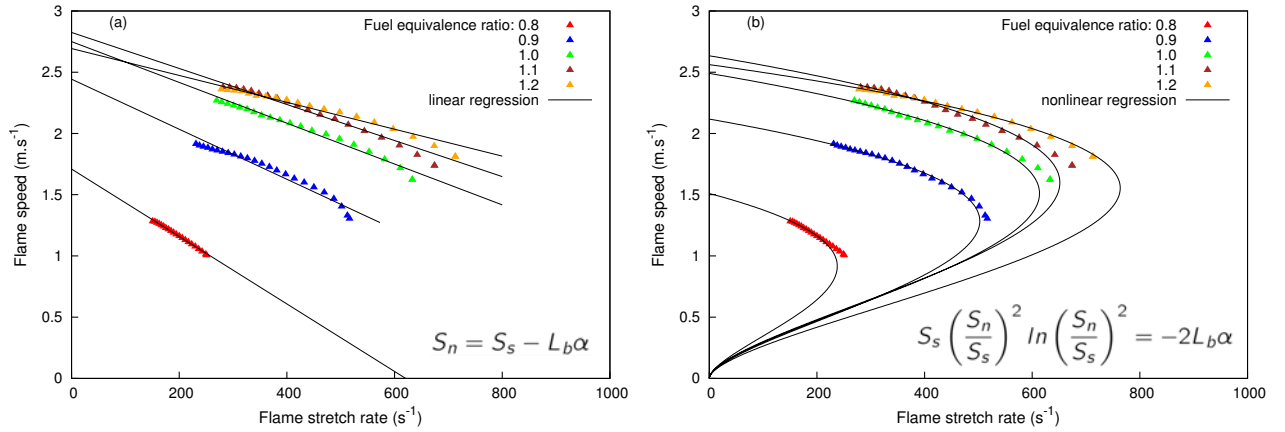 (a)
Fuel equivalence ratio: 0.8
0.9
1.0
1.1
1.2
linear regression
3
2.5
2
1.5
1
0.5
0
Flame speed (m.s⁻¹)
Sₙ = Sₛ − L_bα
0 200 400 600 800 1000
Flame stretch rate (s⁻¹)
(b)
Fuel equivalence ratio: 0.8
0.9
1.0
1.1
1.2
nonlinear regression
3
2.5
2
1.5
1
0.5
0
Flame speed (m.s⁻¹)
Sₛ (Sₙ/Sₛ)² ln (Sₙ/Sₛ)² = −2L_bα
0 200 400 600 800 1000
Flame stretch rate (s⁻¹)